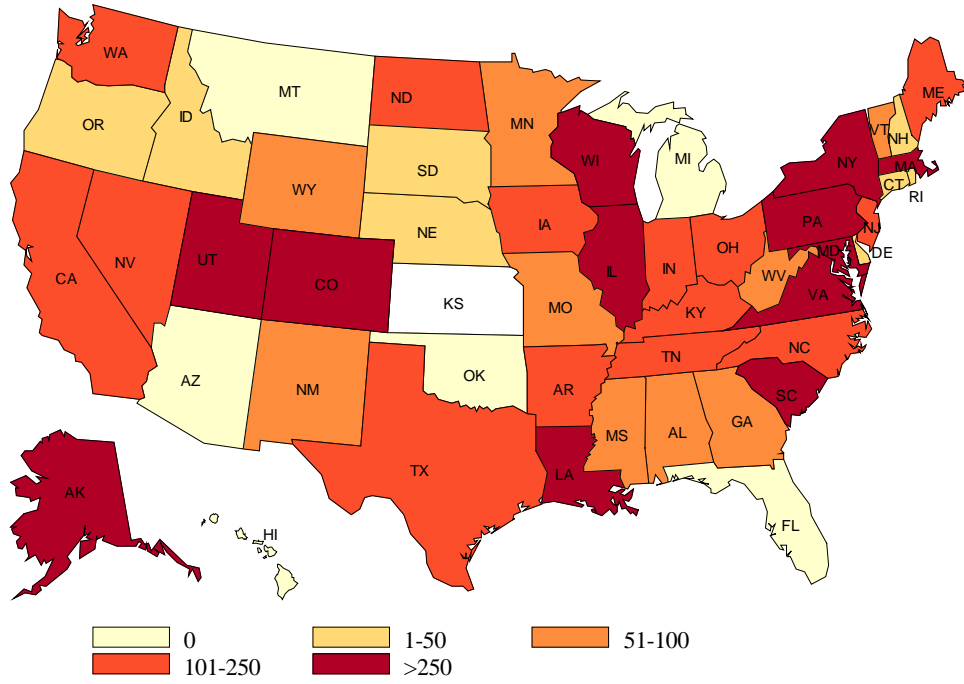 WA
MT
ND
MN
ME
OR
ID
SD
WI
MI
VT
NH
NY
MA
CT
RI
WY
NE
IA
PA
NJ
NV
UT
CO
KS
IL
IN
OH
MD
DE
WV
VA
CA
MO
KY
AZ
NM
OK
AR
TN
NC
SC
TX
LA
MS
AL
GA
AK
HI
FL
0
1-50
51-100
101-250
>250